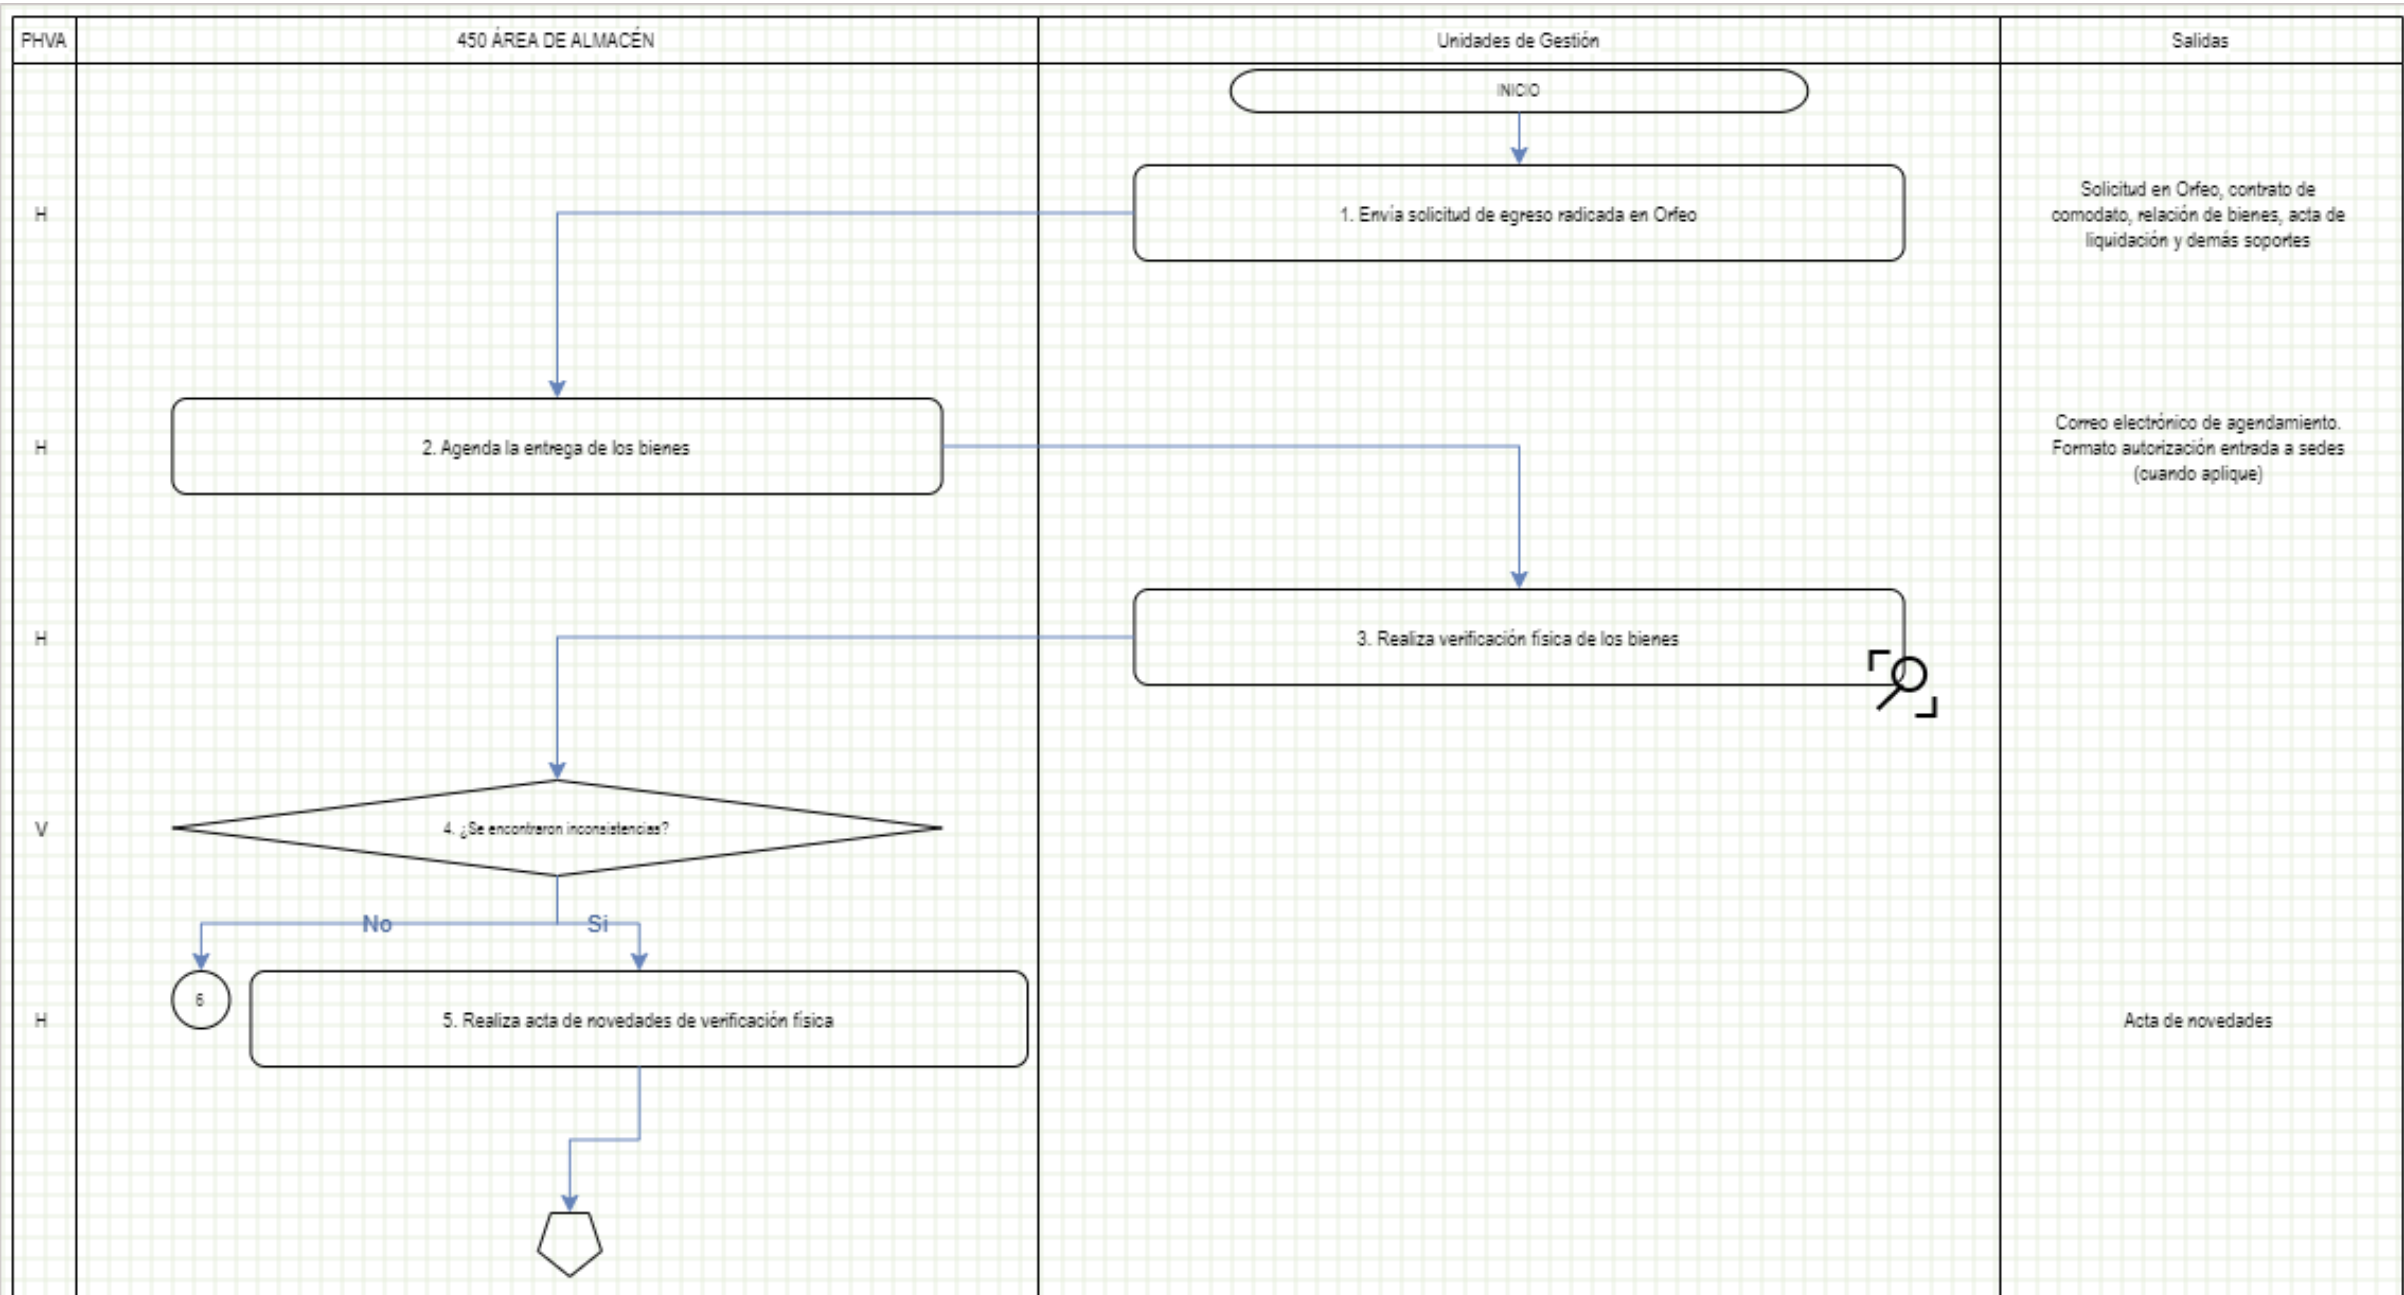 PHVA
450 ÁREA DE ALMACÉN
Unidades de Gestión
Salidas
INICIO
H
1. Envía solicitud de egreso radicada en Orfeo
Solicitud en Orfeo, contrato de
comodato, relación de bienes, acta de
liquidación y demás soportes
H
2. Agenda la entrega de los bienes
Correo electrónico de agendamiento.
Formato autorización entrada a sedes
(cuando aplique)
H
3. Realiza verificación física de los bienes
V
4. ¿Se encontraron inconsistencias?
No
Si
H
6
5. Realiza acta de novedades de verificación física
Acta de novedades